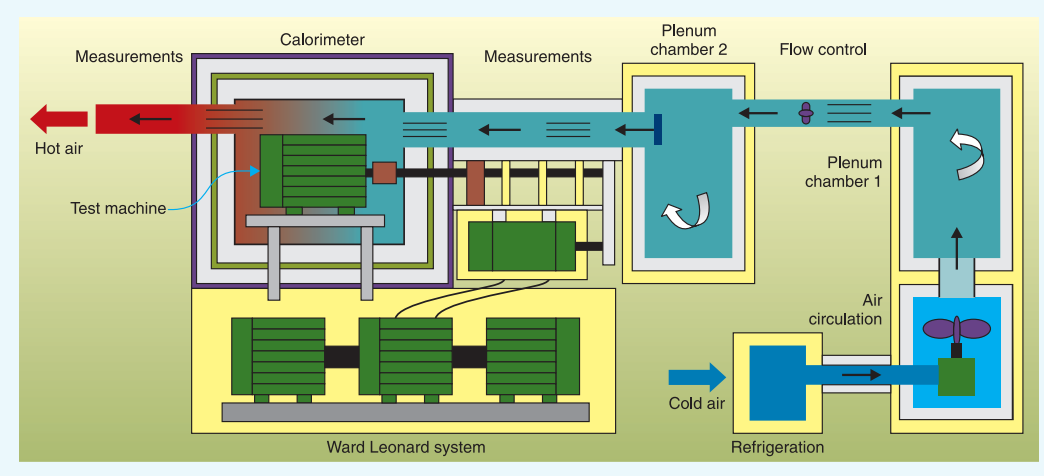 Plenum
chamber 2
Calorimeter
Measurements
Measurements
Flow control
Hot air
Plenum
chamber 1
Test machine
Air
circulation
Cold air
Ward Leonard system
Refrigeration